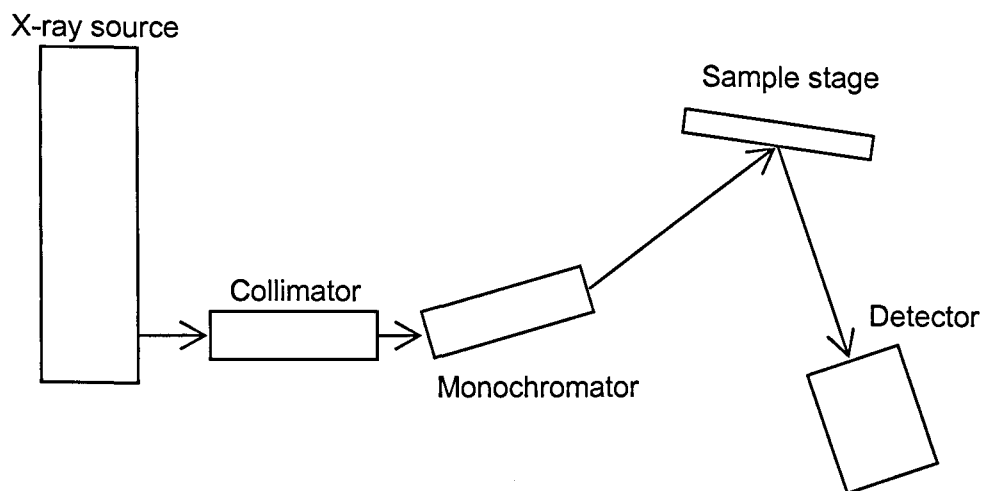 X-ray source
Sample stage
Collimator
Detector
Monochromator